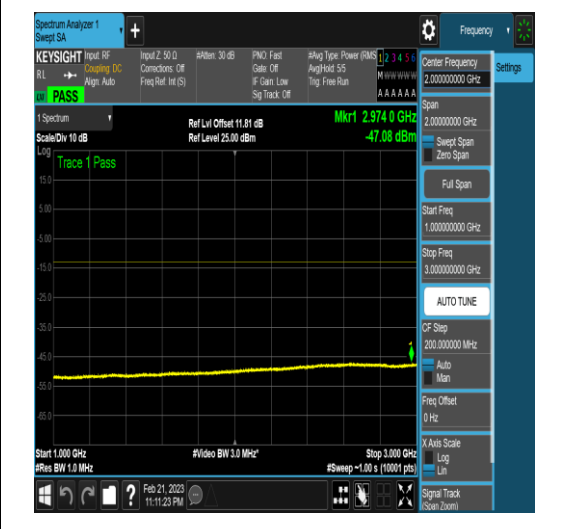 Spectrum Analyzer 1
Swept SA
+
Frequency
KEYSIGHT
RL
PASS
Input: RF
Coupling: DC
Align: Auto
Input Z: 50 Ω
Corrections: Off
Freq Ref: Int (S)
#Atten: 30 dB
PNO: Fast
Gate: Off
IF Gain: Low
Sig Track: Off
#Avg Type: Power (RMS
Avg|Hold: 5/5
Trig: Free Run
1 2 3 4 5 6
M W W W W W
A A A A A A
1 Spectrum
Scale/Div 10 dB
Ref Lvl Offset 11.81 dB
Ref Level 25.00 dBm
Mkr1 2.974 0 GHz
-47.08 dBm
Log
Trace 1 Pass
15.0
5.00
-5.00
-15.0
-25.0
-35.0
-45.0
-55.0
-65.0
Start 1.000 GHz
#Res BW 1.0 MHz
#Video BW 3.0 MHz*
Stop 3.000 GHz
#Sweep ~1.00 s (10001 pts)
?
Feb 21, 2023
11:11:23 PM
Settings
Center Frequency
2.000000000 GHz
Span
2.00000000 GHz
Swept Span
Zero Span
Full Span
Start Freq
1.000000000 GHz
Stop Freq
3.000000000 GHz
AUTO TUNE
CF Step
200.000000 MHz
Auto
Man
Freq Offset
0 Hz
X Axis Scale
Log
Lin
Signal Track
(Span Zoom)